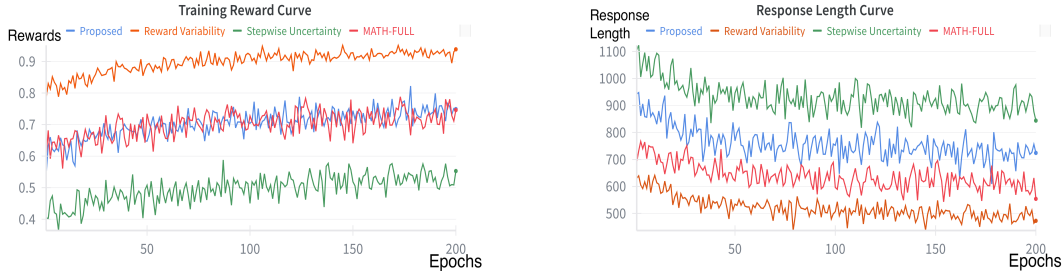 Training Reward Curve
Rewards
Proposed Reward Variability Stepwise Uncertainty MATH-FULL
0.9
0.8
0.7
0.6
0.5
0.4
50 100 150 200
Epochs
Response Length Curve
Response
Length
Proposed Reward Variability Stepwise Uncertainty MATH-FULL
1100
1000
900
800
700
600
500
50 100 150 200
Epochs